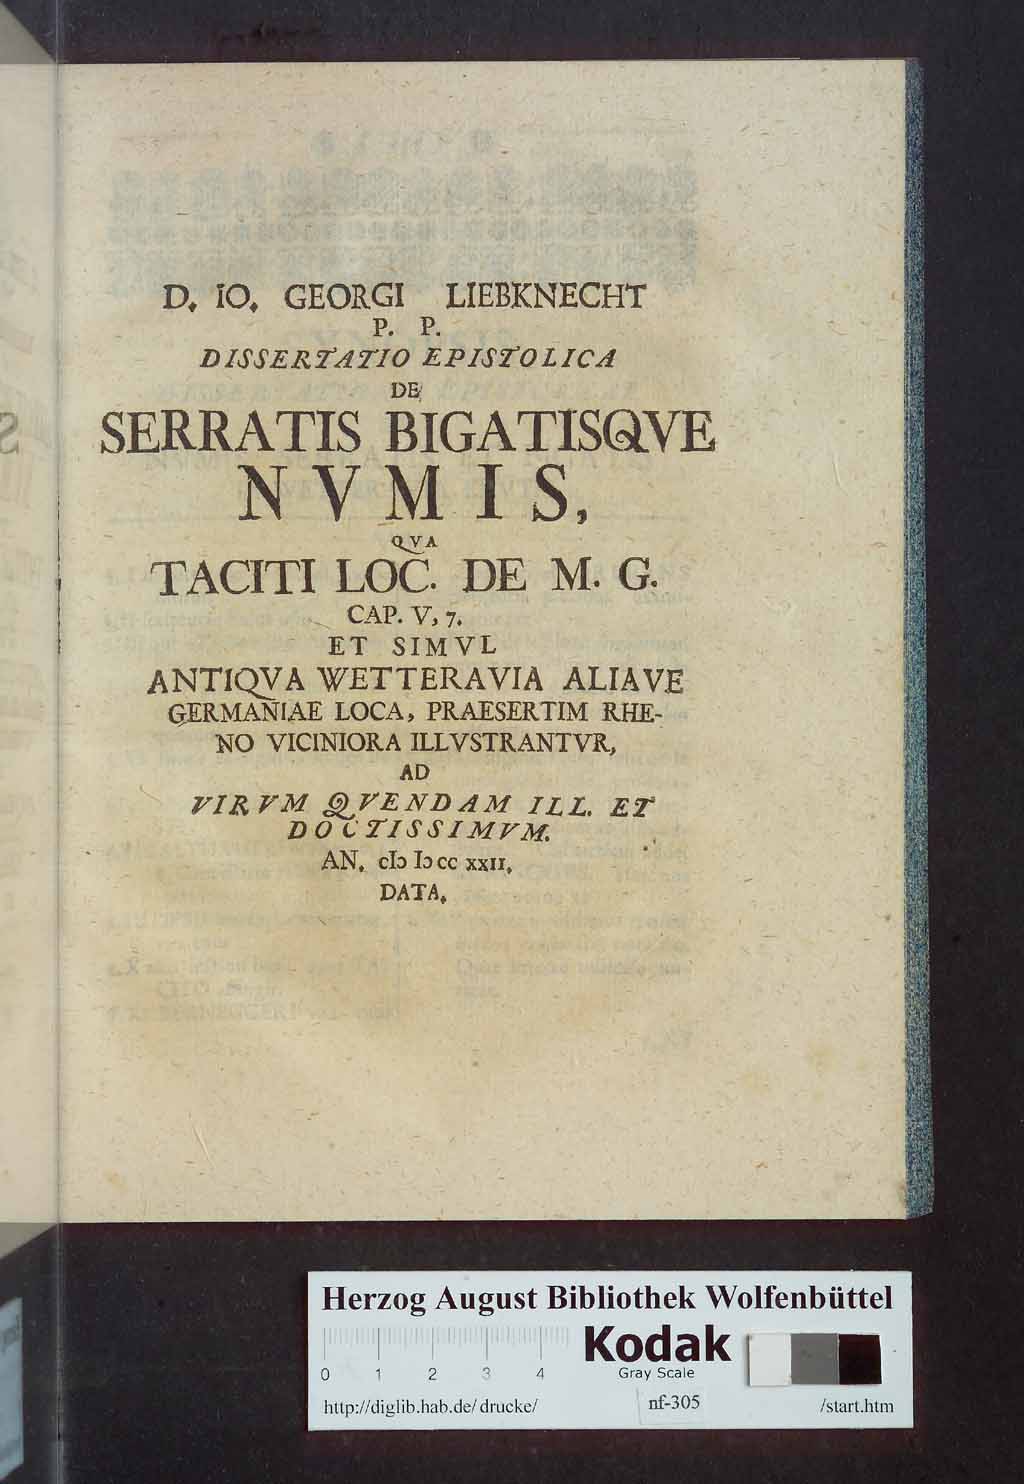 D. IO. GEORGI LIEBKNECHT
P. P.
DISSERTATIO EPISTOLICA
DE
SERRATIS BIGATISQVE
NVMIS,
QVA
TACITI LOC. DE M. G.
CAP. V, 7.
ET SIMVL
ANTIQVA WETTERAVIA ALIAVE
GERMANIAE LOCA, PRAESERTIM RHE-
NO VICINIORA ILLVSTRANTVR,
AD
VIRVM QVENDAM ILL. ET
DOCTISSIMVM.
AN. cIɔ Iɔcc xxII.
DATA.
Herzog August Bibliothek Wolfenbüttel
Kodak
Gray Scale
0 1 2 3 4
http://diglib.hab.de/drucke/ nf-305 /start.htm